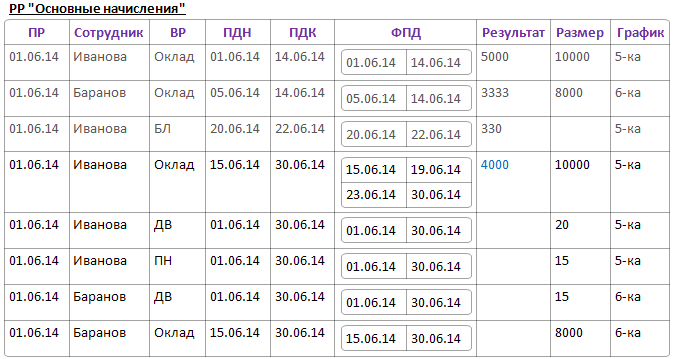 РР "Основные начисления"
ПР Сотрудник ВР ПДН ПДК ФПД Результат Размер График
01.06.14 Иванова Оклад 01.06.14 14.06.14 01.06.14 14.06.14 5000 10000 5-ка
01.06.14 Баранов Оклад 05.06.14 14.06.14 05.06.14 14.06.14 3333 8000 6-ка
01.06.14 Иванова БЛ 20.06.14 22.06.14 20.06.14 22.06.14 330 5-ка
01.06.14 Иванова Оклад 15.06.14 30.06.14 15.06.14 19.06.14 4000 10000 5-ка
23.06.14 30.06.14
01.06.14 Иванова ДВ 01.06.14 30.06.14 01.06.14 30.06.14 20 5-ка
01.06.14 Иванова ПН 01.06.14 30.06.14 01.06.14 30.06.14 15 5-ка
01.06.14 Баранов ДВ 01.06.14 30.06.14 01.06.14 30.06.14 15 6-ка
01.06.14 Баранов Оклад 15.06.14 30.06.14 15.06.14 30.06.14 8000 6-ка